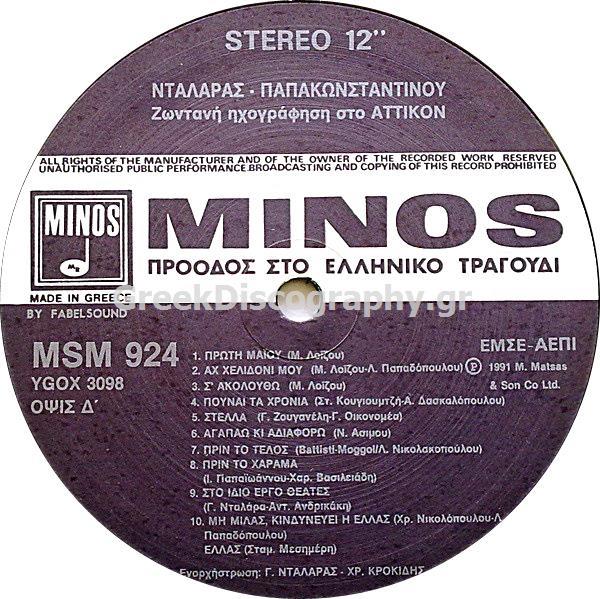 STEREO 12''
ΝΤΑΛΑΡΑΣ · ΠΑΠΑΚΩΝΣΤΑΝΤΙΝΟΥ
Ζωντανή ηχογράφηση στο ΑΤΤΙΚΟΝ
ALL RIGHTS OF THE MANUFACTURER AND OF THE OWNER OF THE RECORDED WORK RESERVED
UNAUTHORISED PUBLIC PERFORMANCE.BROADCASTING AND COPYING OF THIS RECORD PROHIBITED
MINOS
MINOS
ΠΡΟΟΔΟΣ ΣΤΟ ΕΛΛΗΝΙΚΟ ΤΡΑΓΟΥΔΙ
MADE IN GREECE
GreekDiscography.gr
BY FABELSOUND
MSM 924
YGOX 3098
ΟΨΙΣ Δ΄
ΕΜΣΕ-ΑΕΠΙ
Ⓟ 1991 M. Matsas
& Son Co Ltd.
1. ΠΡΩΤΗ ΜΑΪΟΥ (Μ. Λοΐζου)
2. ΑΧ ΧΕΛΙΔΟΝΙ ΜΟΥ (Μ. Λοΐζου-Λ. Παπαδόπουλου)
3. Σ' ΑΚΟΛΟΥΘΩ (Μ. Λοΐζου)
4. ΠΟΥΝΑΙ ΤΑ ΧΡΟΝΙΑ (Στ. Κουγιουμτζή-Α. Δασκαλόπουλου)
5. ΣΤΕΛΛΑ (Γ. Ζουγανέλη-Γ. Οικονομέα)
6. ΑΓΑΠΑΩ ΚΙ ΑΔΙΑΦΟΡΩ (Ν. Ασιμου)
7. ΠΡΙΝ ΤΟ ΤΕΛΟΣ (Battisti-Moggol/Λ. Νικολακοπούλου)
8. ΠΡΙΝ ΤΟ ΧΑΡΑΜΑ
(Ι. Παπαϊωάννου-Χαρ. Βασιλειάδη)
9. ΣΤΟ ΙΔΙΟ ΕΡΓΟ ΘΕΑΤΕΣ
(Γ. Νταλάρα-Αντ. Ανδρικάκη)
10. ΜΗ ΜΙΛΑΣ, ΚΙΝΔΥΝΕΥΕΙ Η ΕΛΛΑΣ (Χρ. Νικολόπουλου-Λ.
Παπαδόπουλου)
ΕΛΛΑΣ (Σταμ. Μεσημέρη)
Ενορχήστρωση: Γ. ΝΤΑΛΑΡΑΣ - ΧΡ. ΚΡΟΚΙΔΗΣ